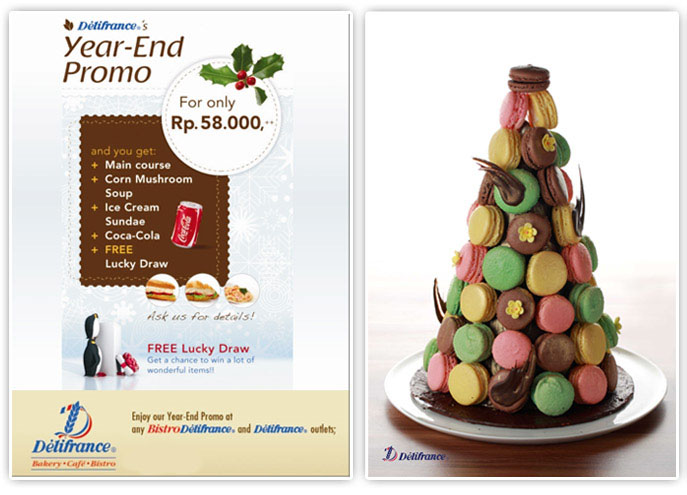 Délifrance®'s
Year-End
Promo
For only
Rp. 58.000,++
and you get:
+ Main course
+ Corn Mushroom
Soup
+ Ice Cream
Sundae
+ Coca-Cola
+ FREE
Lucky Draw
Coca-Cola
Ask us for details!
FREE Lucky Draw
Get a chance to win a lot of
wonderful items!!
Délifrance®
Bakery • Café • Bistro
Enjoy our Year-End Promo at
any BistroDélifrance® and Délifrance® outlets;
Délifrance®